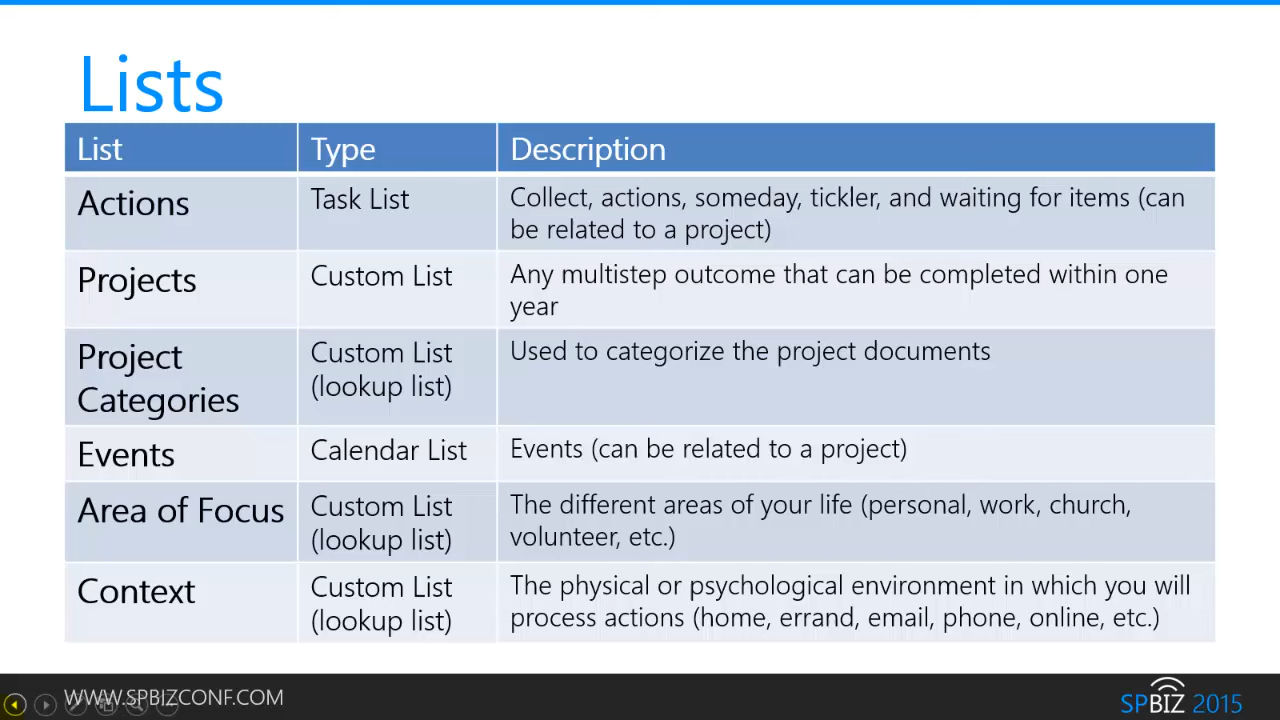 Lists
List Type Description
Actions Task List Collect, actions, someday, tickler, and waiting for items (can
be related to a project)
Projects Custom List Any multistep outcome that can be completed within one
year
Project Custom List Used to categorize the project documents
Categories (lookup list)
Events Calendar List Events (can be related to a project)
Area of Focus Custom List The different areas of your life (personal, work, church,
(lookup list) volunteer, etc.)
Context Custom List The physical or psychological environment in which you will
(lookup list) process actions (home, errand, email, phone, online, etc.)
WWW.SPBIZCONF.COM
SPBIZ 2015